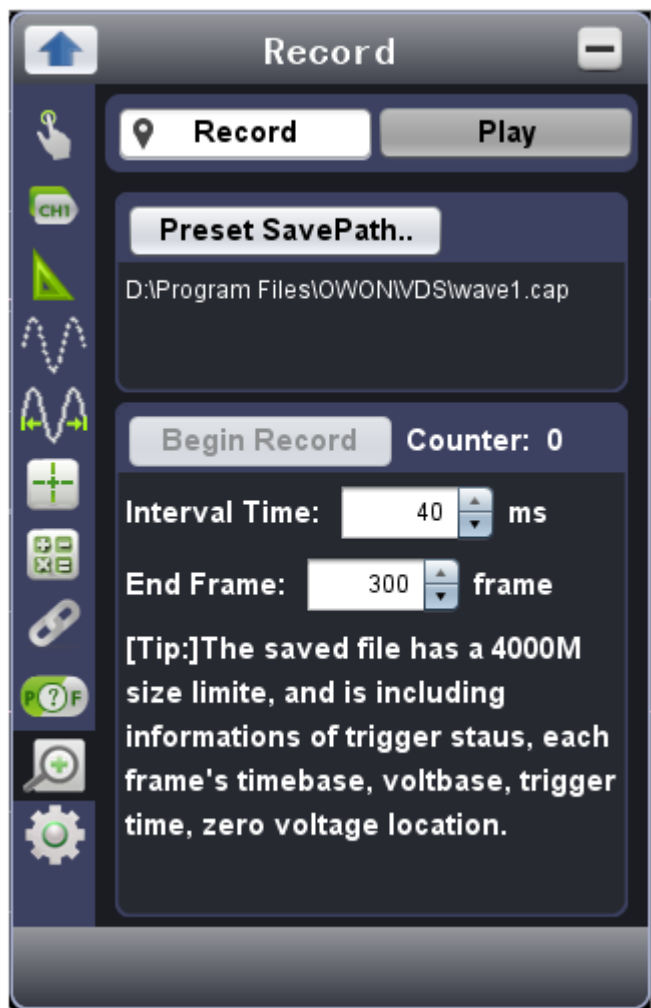 Record
Record
Play
CH1
Preset SavePath..
D:\Program Files\OWON\VDS\wave1.cap
Begin Record Counter: 0
Interval Time: 40 ms
End Frame: 300 frame
[Tip:]The saved file has a 4000M
size limite, and is including
informations of trigger staus, each
frame's timebase, voltbase, trigger
time, zero voltage location.
P ? F